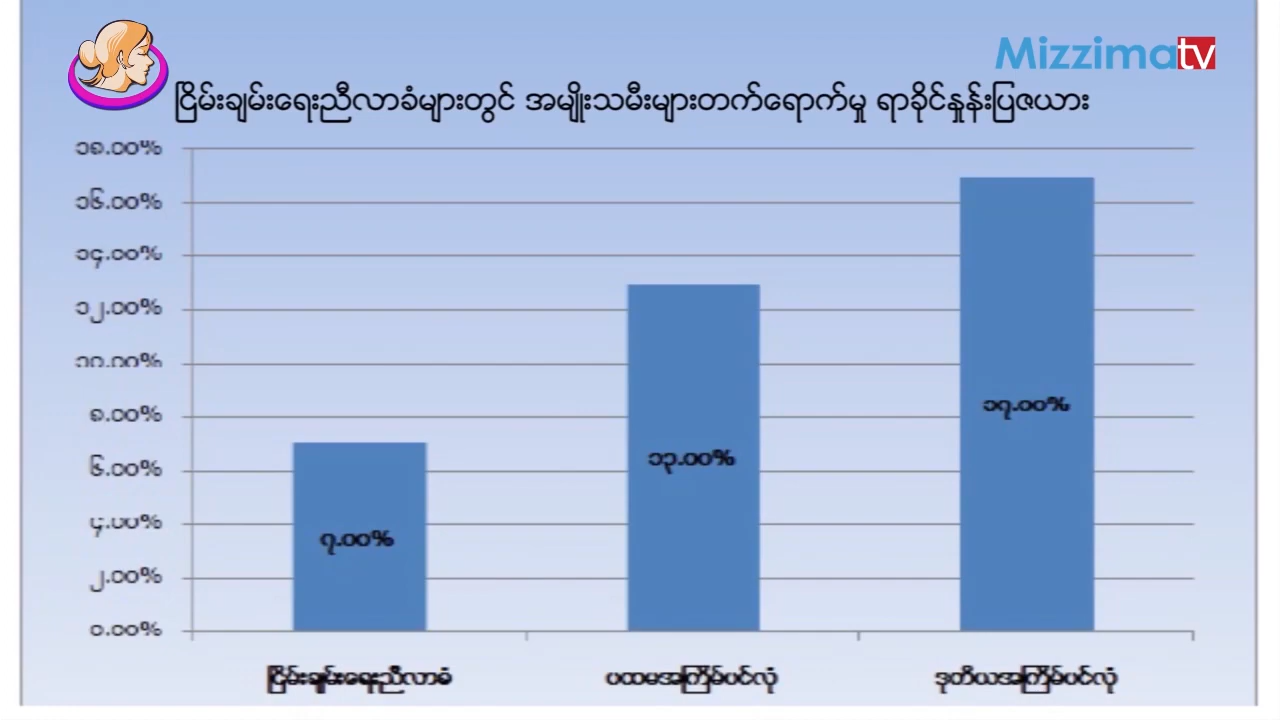 Mizzima tv
ငြိမ်းချမ်းရေးညီလာခံများတွင် အမျိုးသမီးများတက်ရောက်မှု ရာခိုင်နှုန်းပြဇယား
၁၈.၀၀%
၁၆.၀၀%
၁၄.၀၀%
၁၂.၀၀%
၁၀.၀၀%
၈.၀၀%
၆.၀၀%
၄.၀၀%
၂.၀၀%
၀.၀၀%
၇.၀၀%
၁၃.၀၀%
၁၇.၀၀%
ငြိမ်းချမ်းရေးညီလာခံ
ပထမအကြိမ်ပင်လုံ
ဒုတိယအကြိမ်ပင်လုံ